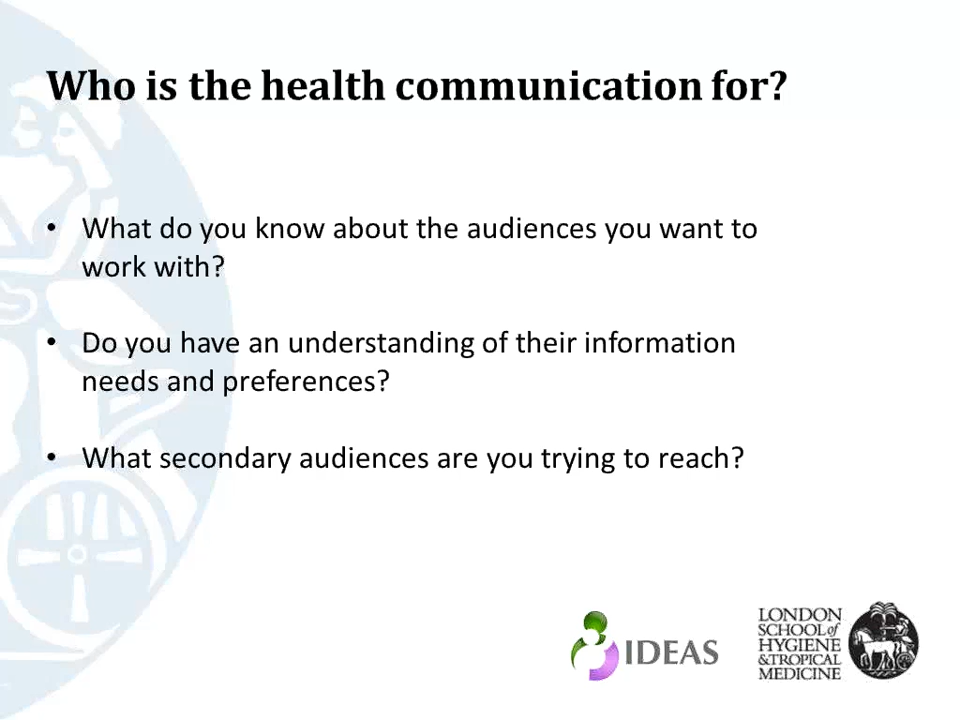 Who is the health communication for?
• What do you know about the audiences you want to
work with?
• Do you have an understanding of their information
needs and preferences?
• What secondary audiences are you trying to reach?
IDEAS
LONDON
SCHOOL of
HYGIENE
& TROPICAL
MEDICINE